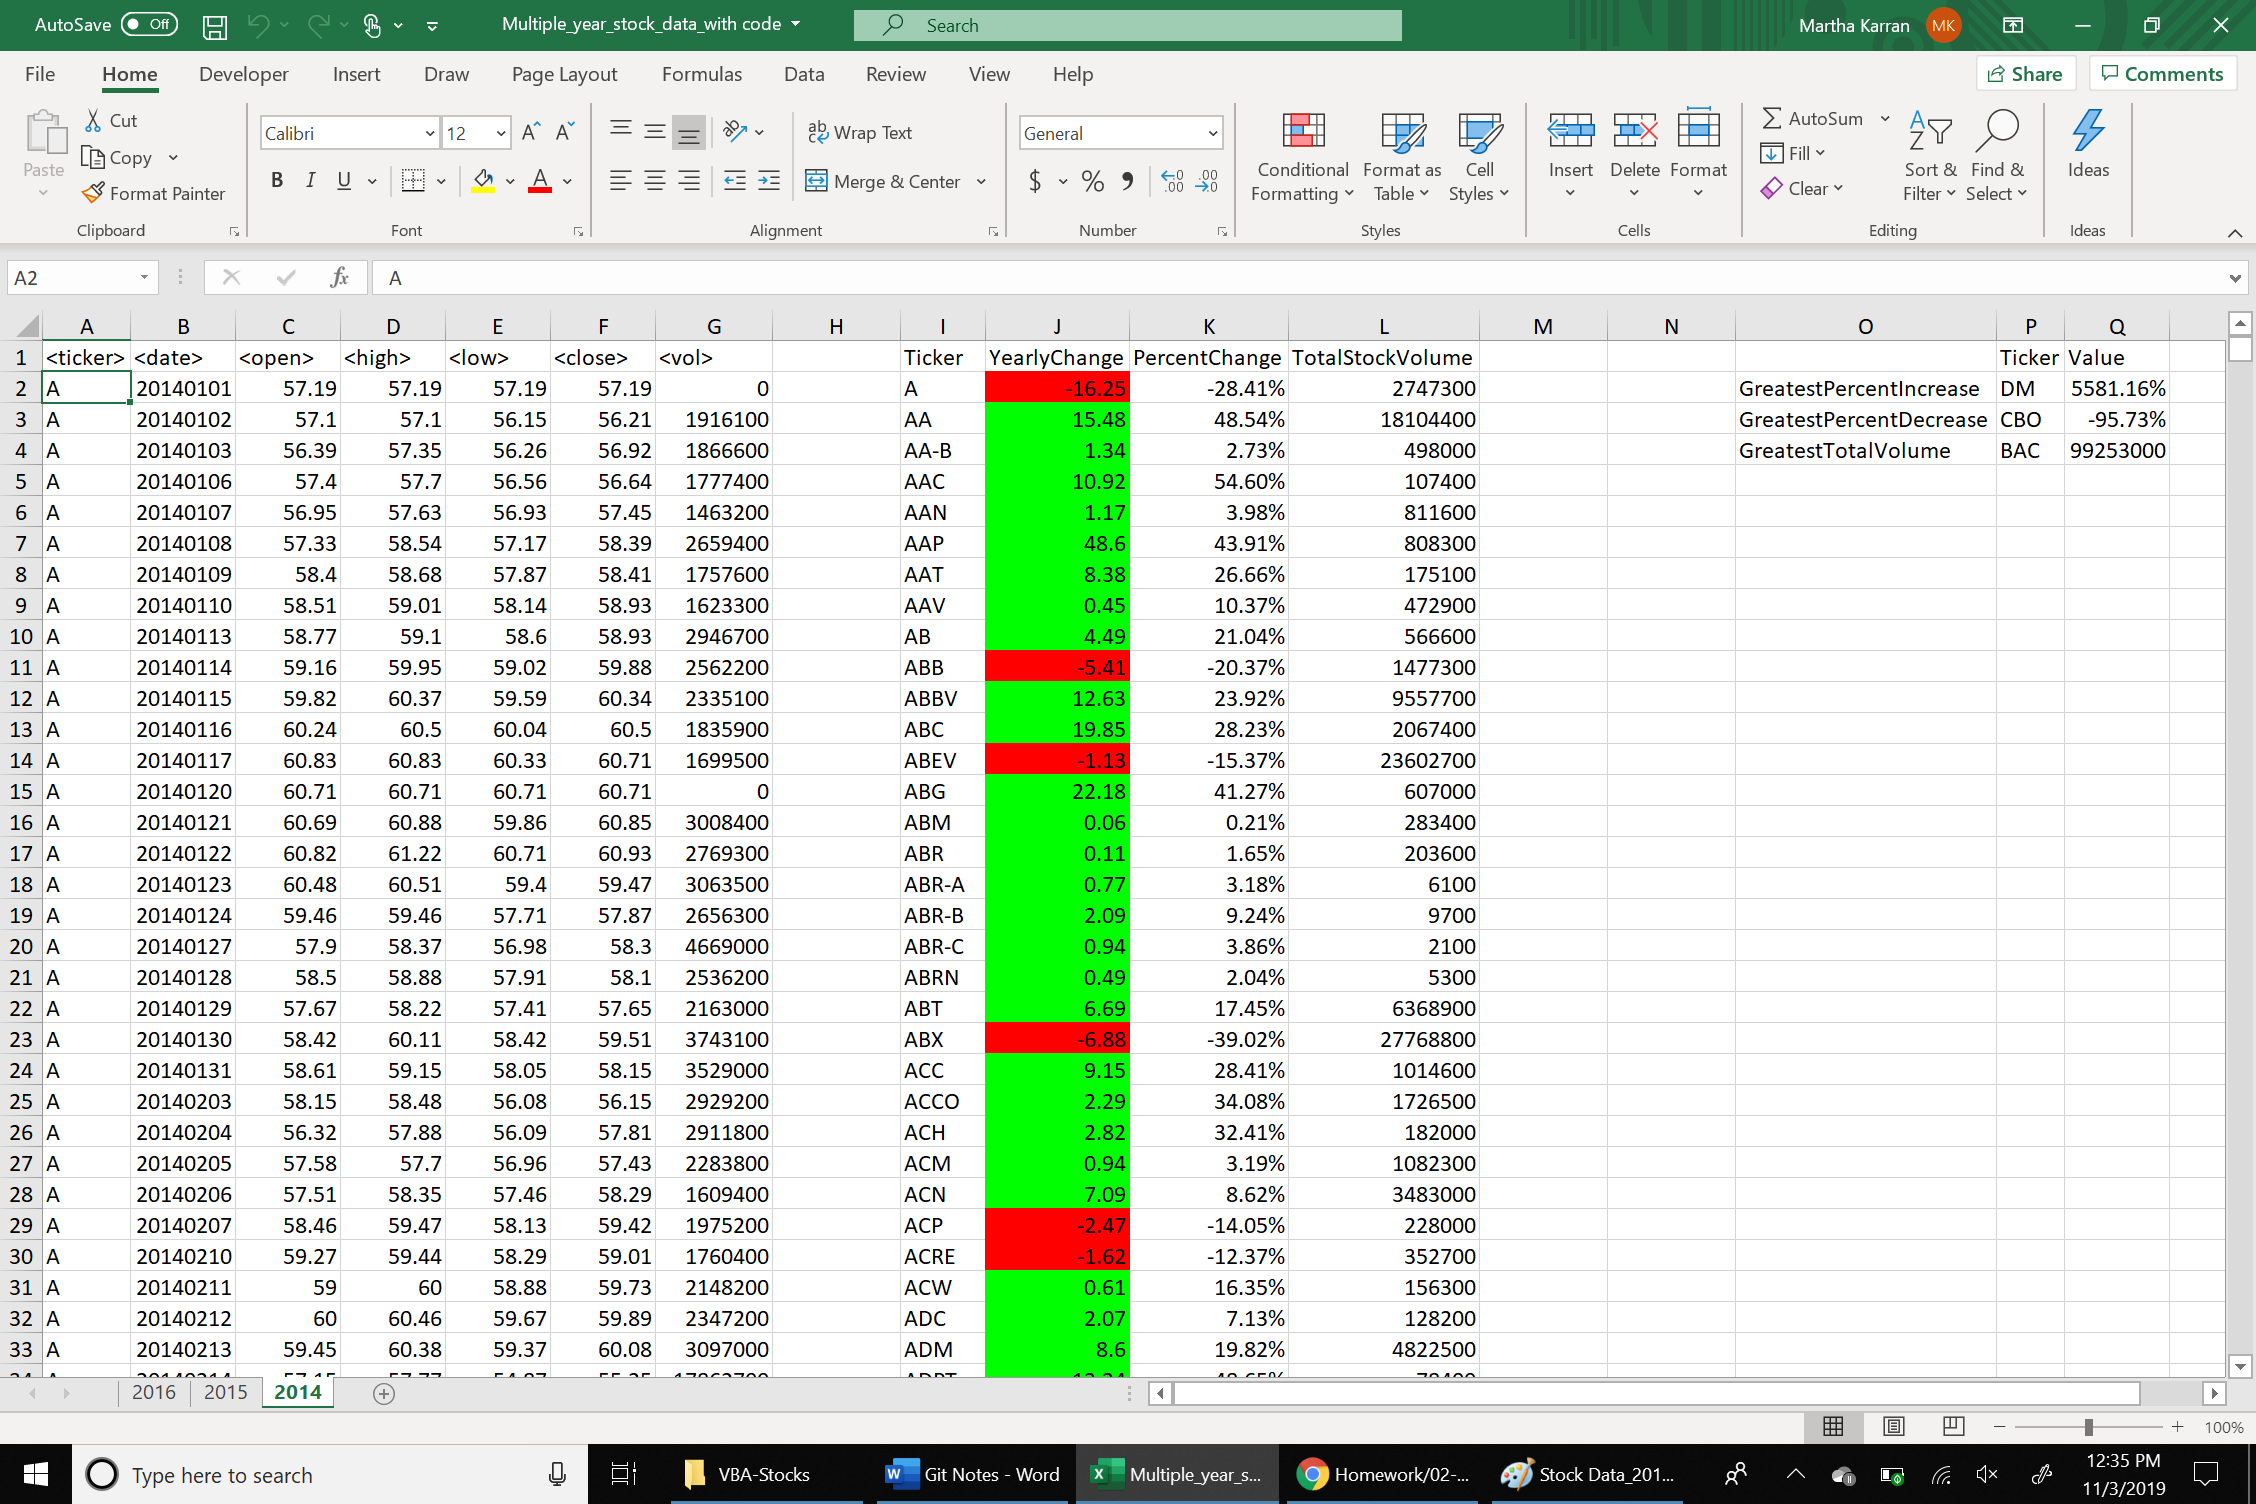 AutoSave Off Multiple_year_stock_data_with code Search Martha Karran MK
File Home Developer Insert Draw Page Layout Formulas Data Review View Help Share Comments
Paste Cut Copy Format Painter Clipboard
Calibri 12 B I U A Font
Wrap Text Merge & Center Alignment
General $ % Number
Conditional Formatting Format as Table Cell Styles Styles
Insert Delete Format Cells
AutoSum Fill Clear Sort & Filter Find & Select Editing
Ideas Ideas
A2 fx A
A B C D E F G H I J K L M N O P Q
1 <ticker> <date> <open> <high> <low> <close> <vol> Ticker YearlyChange PercentChange TotalStockVolume Ticker Value
2 A 20140101 57.19 57.19 57.19 57.19 0 A -16.25 -28.41% 2747300 GreatestPercentIncrease DM 5581.16%
3 A 20140102 57.1 57.1 56.15 56.21 1916100 AA 15.48 48.54% 18104400 GreatestPercentDecrease CBO -95.73%
4 A 20140103 56.39 57.35 56.26 56.92 1866600 AA-B 1.34 2.73% 498000 GreatestTotalVolume BAC 99253000
5 A 20140106 57.4 57.7 56.56 56.64 1777400 AAC 10.92 54.60% 107400
6 A 20140107 56.95 57.63 56.93 57.45 1463200 AAN 1.17 3.98% 811600
7 A 20140108 57.33 58.54 57.17 58.39 2659400 AAP 48.6 43.91% 808300
8 A 20140109 58.4 58.68 57.87 58.41 1757600 AAT 8.38 26.66% 175100
9 A 20140110 58.51 59.01 58.14 58.93 1623300 AAV 0.45 10.37% 472900
10 A 20140113 58.77 59.1 58.6 58.93 2946700 AB 4.49 21.04% 566600
11 A 20140114 59.16 59.95 59.02 59.88 2562200 ABB -5.41 -20.37% 1477300
12 A 20140115 59.82 60.37 59.59 60.34 2335100 ABBV 12.63 23.92% 9557700
13 A 20140116 60.24 60.5 60.04 60.5 1835900 ABC 19.85 28.23% 2067400
14 A 20140117 60.83 60.83 60.33 60.71 1699500 ABEV -1.13 -15.37% 23602700
15 A 20140120 60.71 60.71 60.71 60.71 0 ABG 22.18 41.27% 607000
16 A 20140121 60.69 60.88 59.86 60.85 3008400 ABM 0.06 0.21% 283400
17 A 20140122 60.82 61.22 60.71 60.93 2769300 ABR 0.11 1.65% 203600
18 A 20140123 60.48 60.51 59.4 59.47 3063500 ABR-A 0.77 3.18% 6100
19 A 20140124 59.46 59.46 57.71 57.87 2656300 ABR-B 2.09 9.24% 9700
20 A 20140127 57.9 58.37 56.98 58.3 4669000 ABR-C 0.94 3.86% 2100
21 A 20140128 58.5 58.88 57.91 58.1 2536200 ABRN 0.49 2.04% 5300
22 A 20140129 57.67 58.22 57.41 57.65 2163000 ABT 6.69 17.45% 6368900
23 A 20140130 58.42 60.11 58.42 59.51 3743100 ABX -6.88 -39.02% 27768800
24 A 20140131 58.61 59.15 58.05 58.15 3529000 ACC 9.15 28.41% 1014600
25 A 20140203 58.15 58.48 56.08 56.15 2929200 ACCO 2.29 34.08% 1726500
26 A 20140204 56.32 57.88 56.09 57.81 2911800 ACH 2.82 32.41% 182000
27 A 20140205 57.58 57.7 56.96 57.43 2283800 ACM 0.94 3.19% 1082300
28 A 20140206 57.51 58.35 57.46 58.29 1609400 ACN 7.09 8.62% 3483000
29 A 20140207 58.46 59.47 58.13 59.42 1975200 ACP -2.47 -14.05% 228000
30 A 20140210 59.27 59.44 58.29 59.01 1760400 ACRE -1.62 -12.37% 352700
31 A 20140211 59 60 58.88 59.73 2148200 ACW 0.61 16.35% 156300
32 A 20140212 60 60.46 59.67 59.89 2347200 ADC 2.07 7.13% 128200
33 A 20140213 59.45 60.38 59.37 60.08 3097000 ADM 8.6 19.82% 4822500
2016 2015 2014
100%
Type here to search VBA-Stocks Git Notes - Word Multiple_year_s... Homework/02-... Stock Data_201... 12:35 PM
11/3/2019